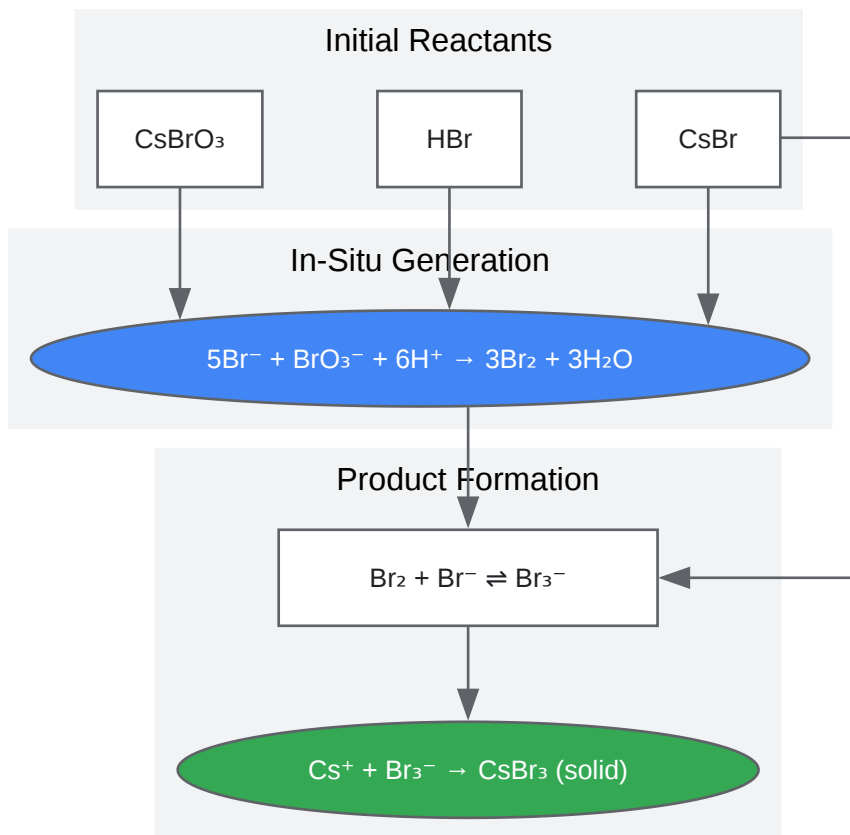 Initial Reactants
CsBrO₃
HBr
CsBr
In-Situ Generation
5Br⁻ + BrO₃⁻ + 6H⁺ → 3Br₂ + 3H₂O
Product Formation
Br₂ + Br⁻ ⇌ Br₃⁻
Cs⁺ + Br₃⁻ → CsBr₃ (solid)